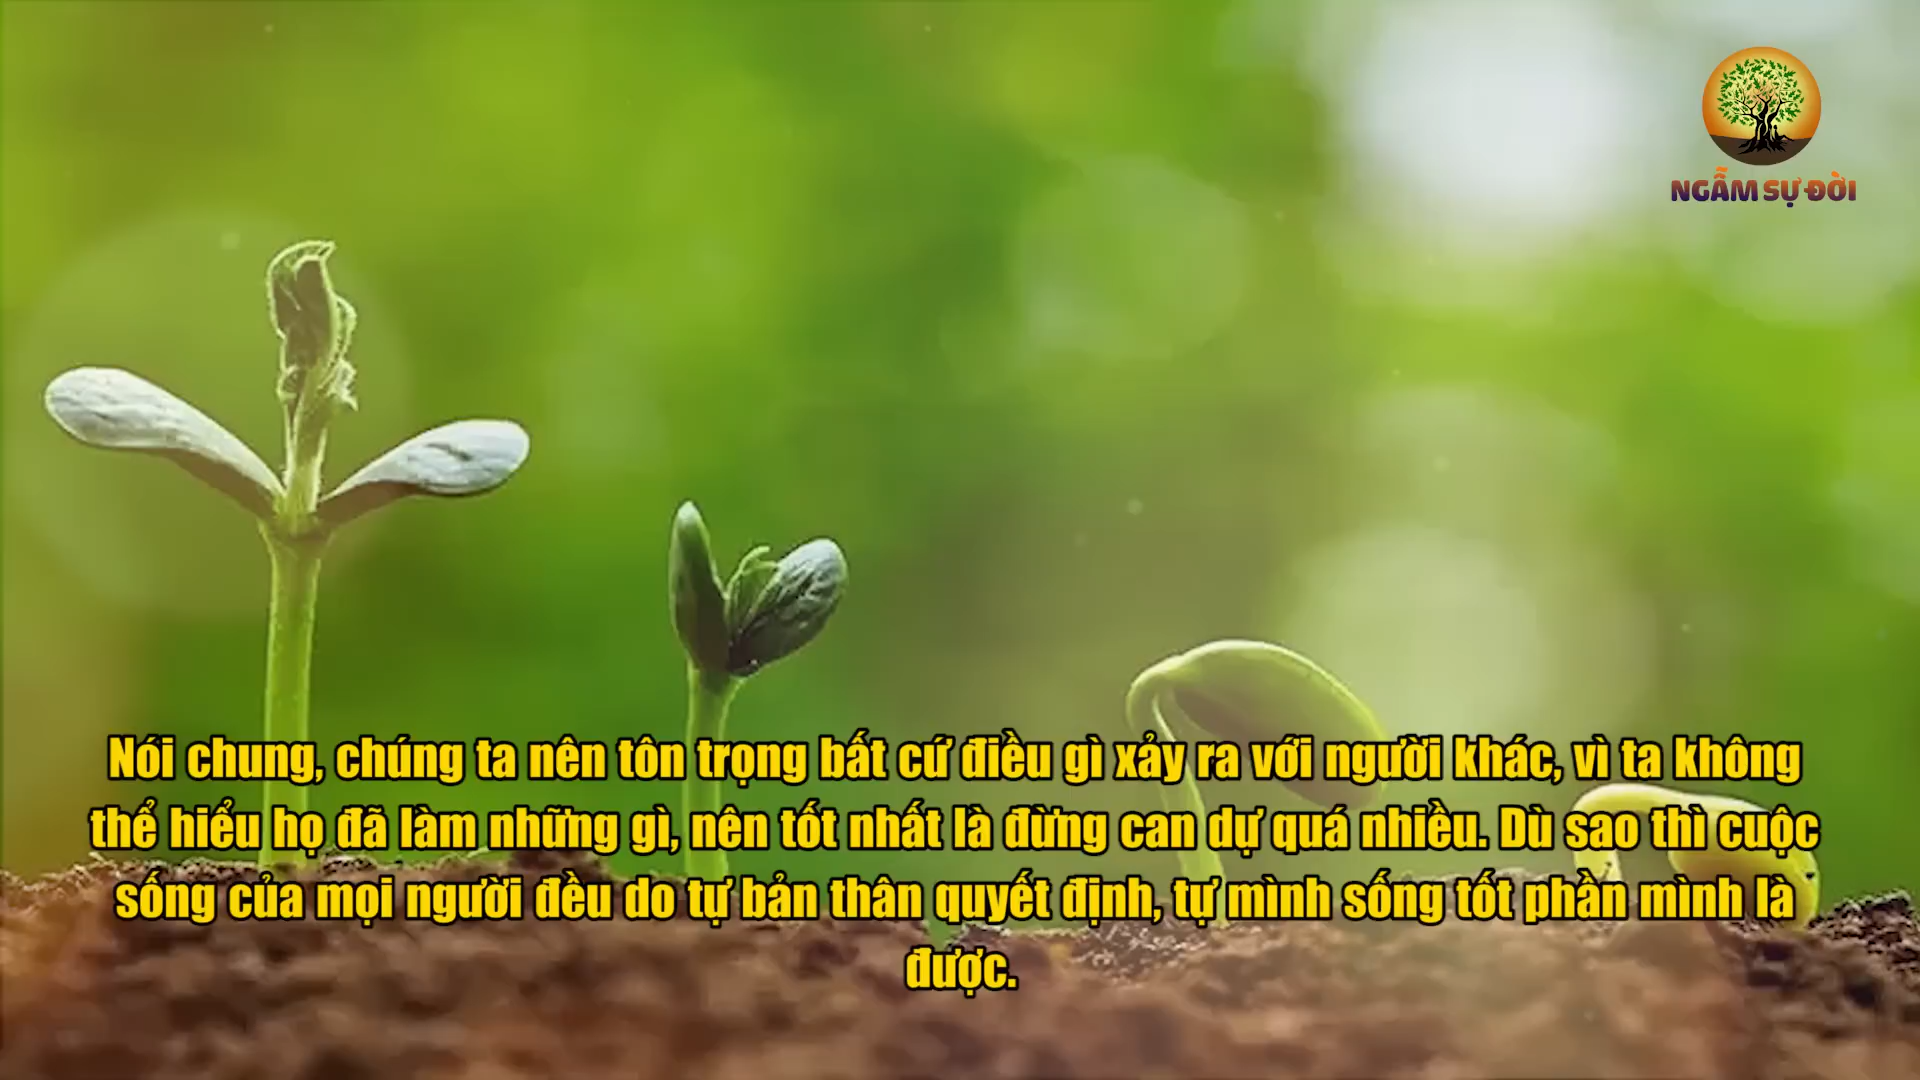 NGẪM SỰ ĐỜI
Nói chung, chúng ta nên tôn trọng bất cứ điều gì xảy ra với người khác, vì ta không
thể hiểu họ đã làm những gì, nên tốt nhất là đừng can dự quá nhiều. Dù sao thì cuộc
sống của mọi người đều do tự bản thân quyết định, tự mình sống tốt phần mình là
được.